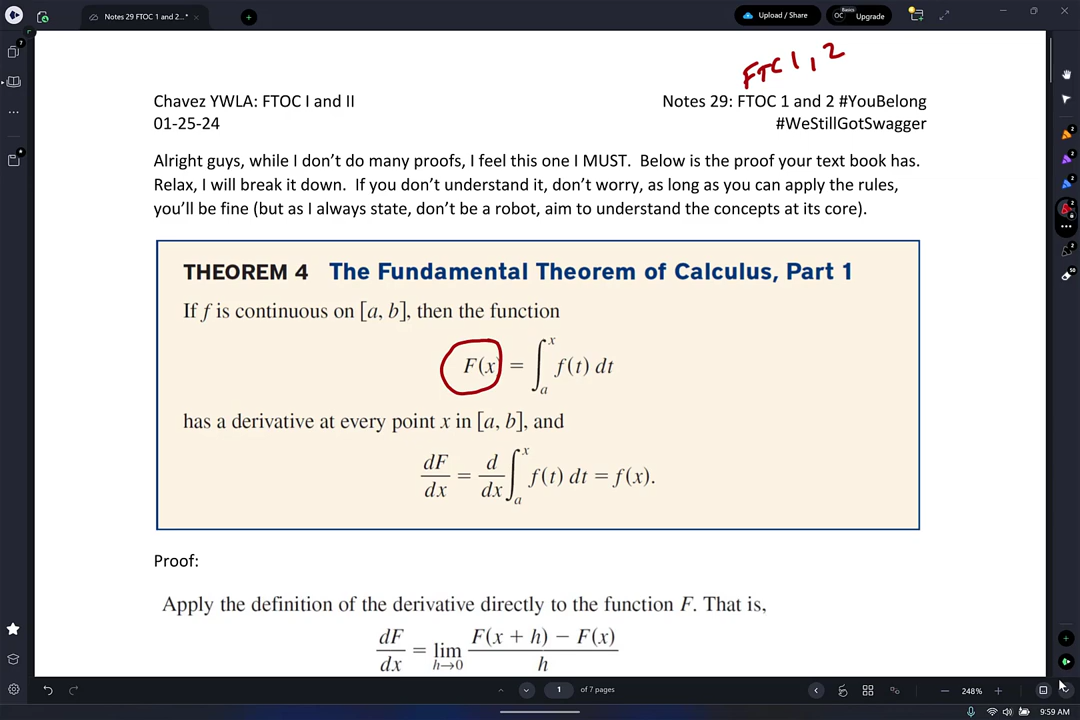 Notes 29 FTOC 1 and 2...*
Upload / Share
OC
Basics
Upgrade
FTC 1, 2
Chavez YWLA: FTOC I and II
Notes 29: FTOC 1 and 2 #YouBelong
01-25-24
#WeStillGotSwagger
Alright guys, while I don't do many proofs, I feel this one I MUST. Below is the proof your text book has.
Relax, I will break it down. If you don't understand it, don't worry, as long as you can apply the rules,
you'll be fine (but as I always state, don't be a robot, aim to understand the concepts at its core).
THEOREM 4 The Fundamental Theorem of Calculus, Part 1
If f is continuous on [a, b], then the function
F(x) = ∫_a^x f(t) dt
has a derivative at every point x in [a, b], and
dF/dx = d/dx ∫_a^x f(t) dt = f(x).
Proof:
Apply the definition of the derivative directly to the function F. That is,
dF/dx = lim h→0 F(x + h) − F(x) / h
1
of 7 pages
248%
9:59 AM